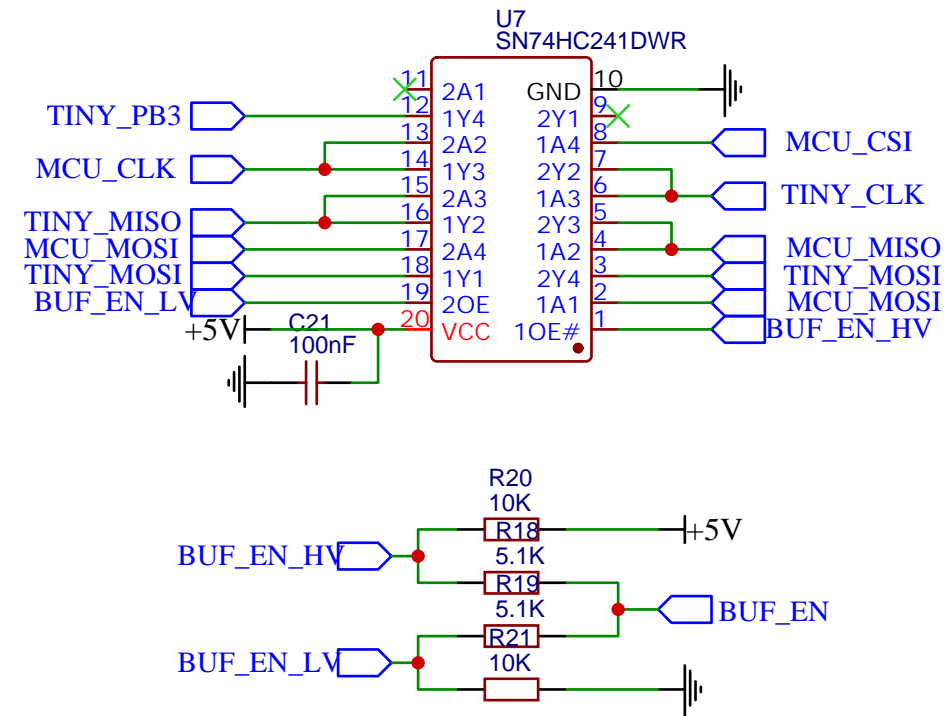 U7
SN74HC241DWR
11 2A1 GND 10
TINY_PB3 12 1Y4 2Y1 9
13 2A2 1A4 8 MCU_CSI
MCU_CLK 14 1Y3 2Y2 7
15 2A3 1A3 6 TINY_CLK
TINY_MISO 16 1Y2 2Y3 5
MCU_MOSI 17 2A4 1A2 4 MCU_MISO
TINY_MOSI 18 1Y1 2Y4 3 TINY_MOSI
BUF_EN_LV 19 2OE 1A1 2 MCU_MOSI
+5V 20 VCC 1OE# 1 BUF_EN_HV
C21
100nF
R20
10K
R18 +5V
BUF_EN_HV 5.1K
R19
5.1K BUF_EN
R21
BUF_EN_LV 10K